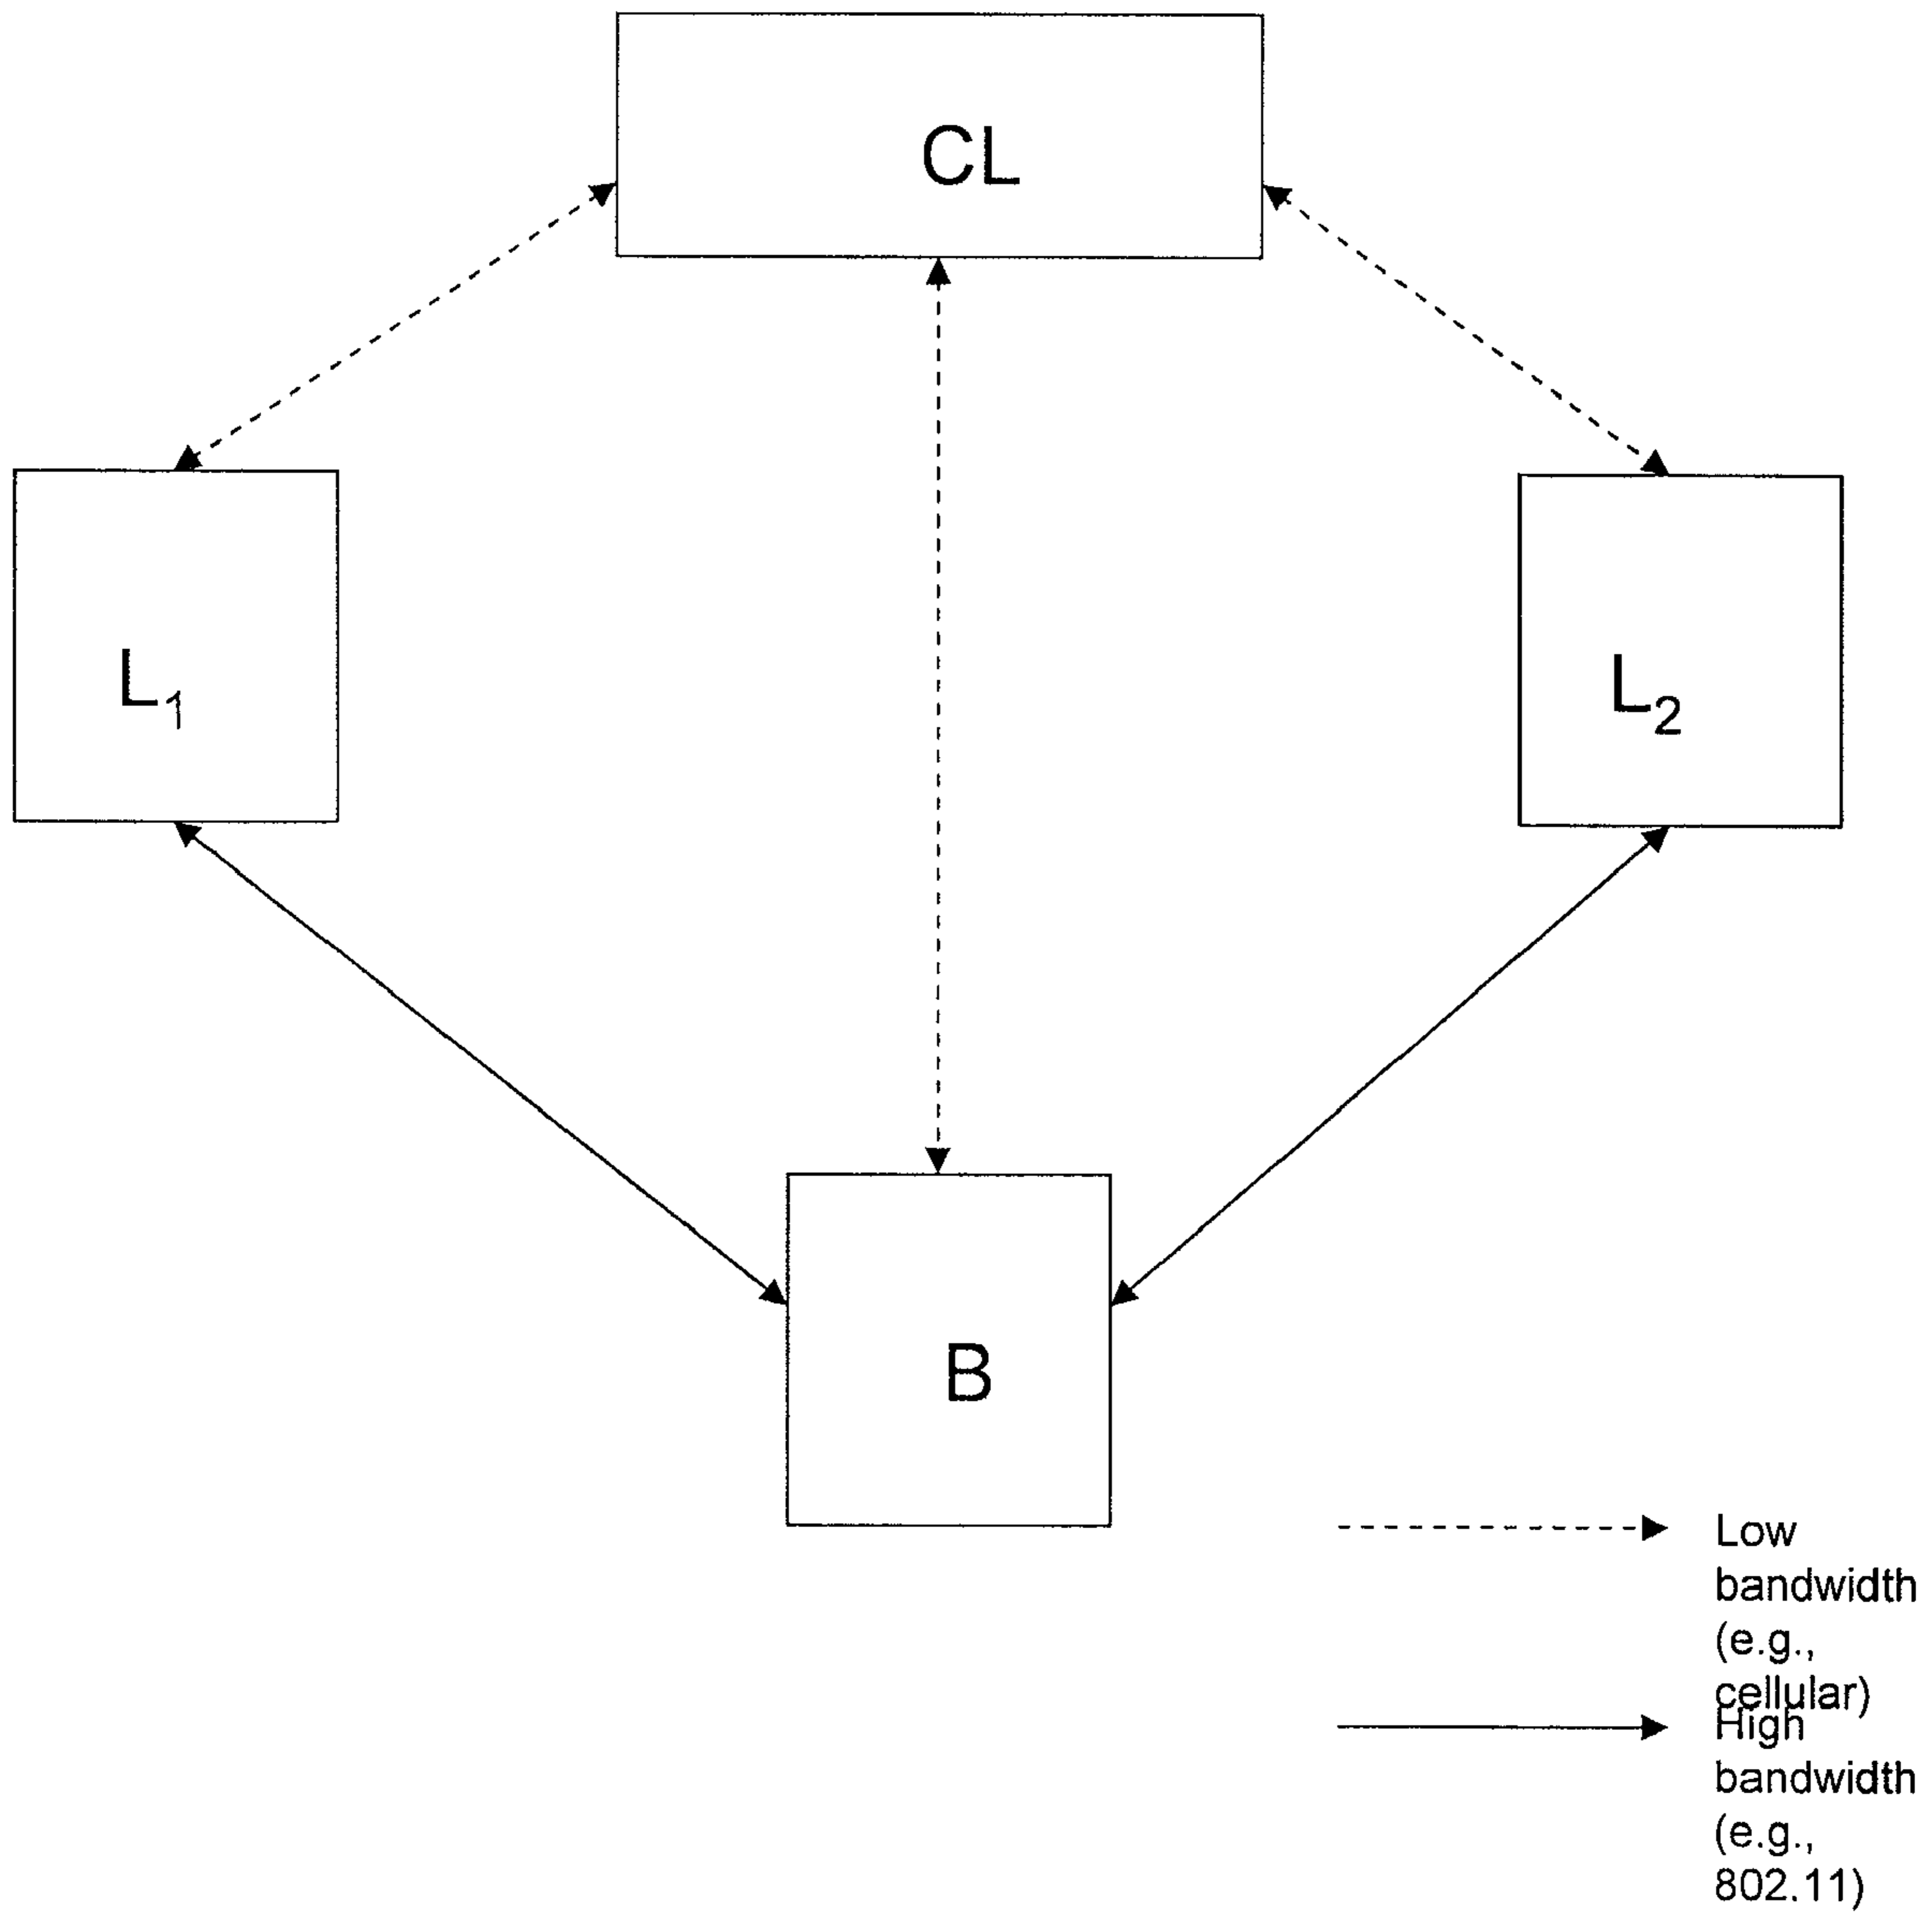 CL
L1
L2
B
Low
bandwidth
(e.g.,
cellular)
High
bandwidth
(e.g.,
802.11)